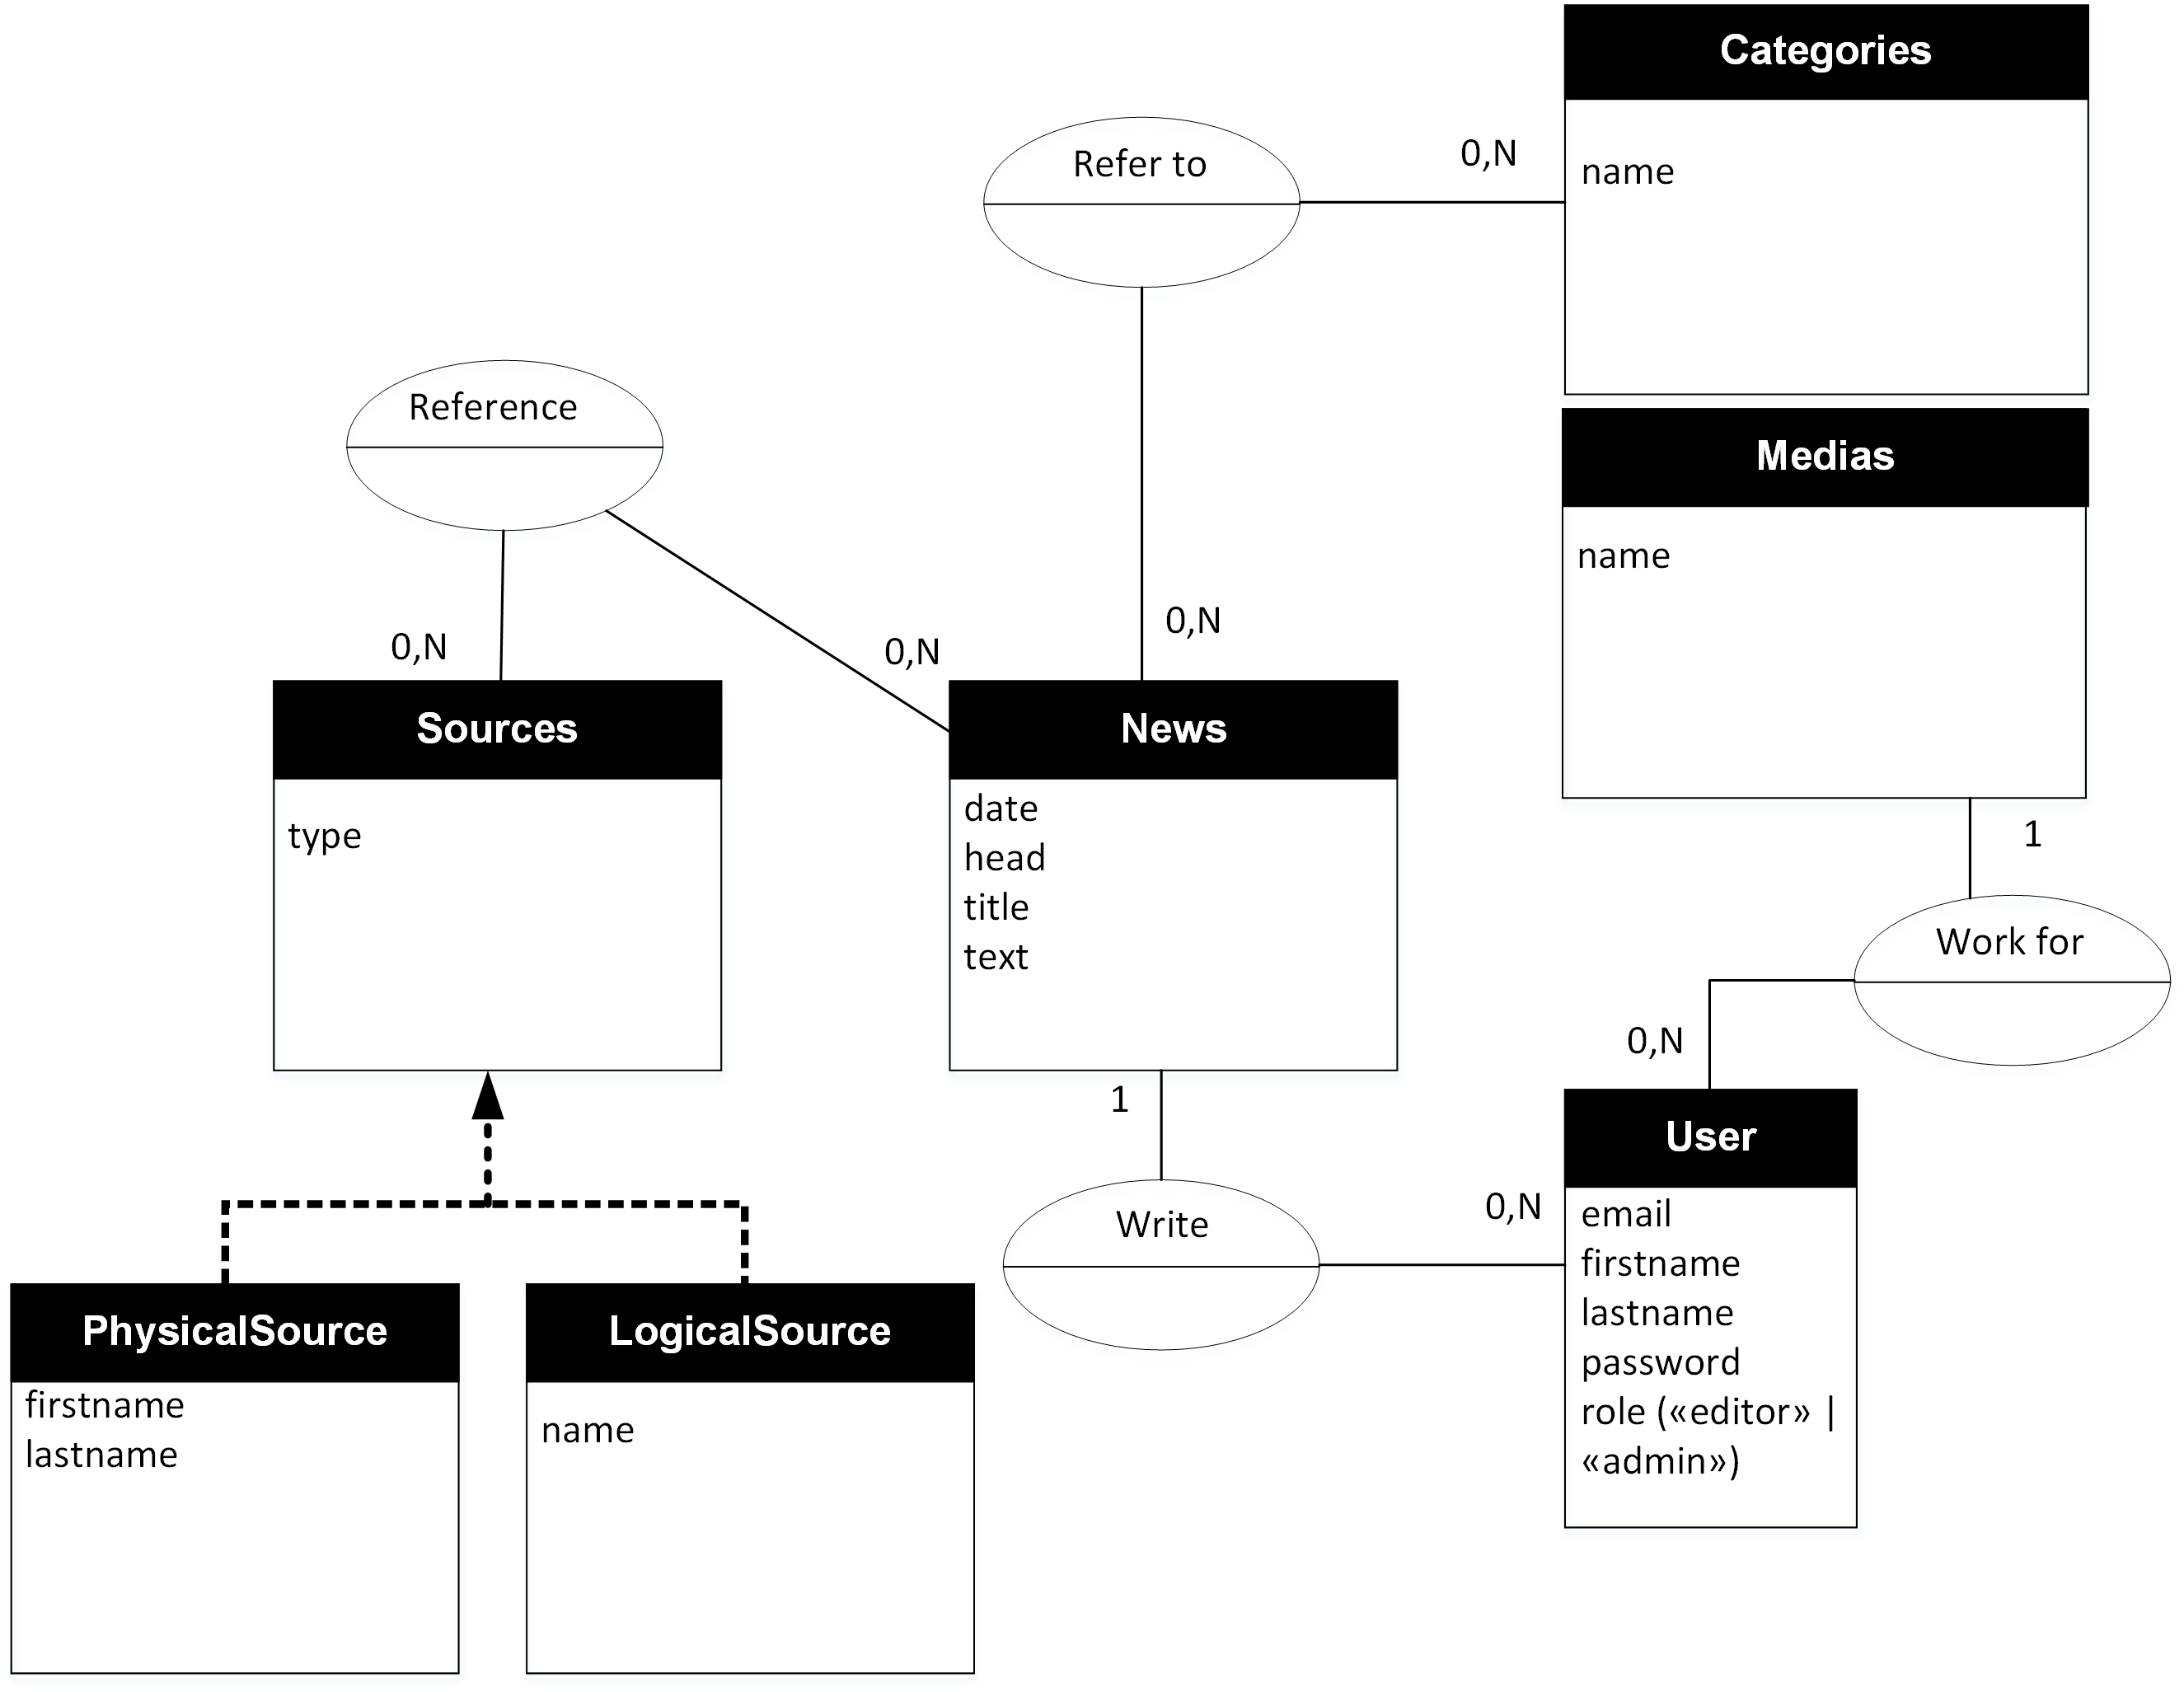 Categories
name
Refer to
0,N
0,N
Medias
name
1
Work for
0,N
Reference
0,N
0,N
Sources
type
News
date
head
title
text
1
Write
0,N
User
email
firstname
lastname
password
role («editor» |
«admin»)
PhysicalSource
firstname
lastname
LogicalSource
name